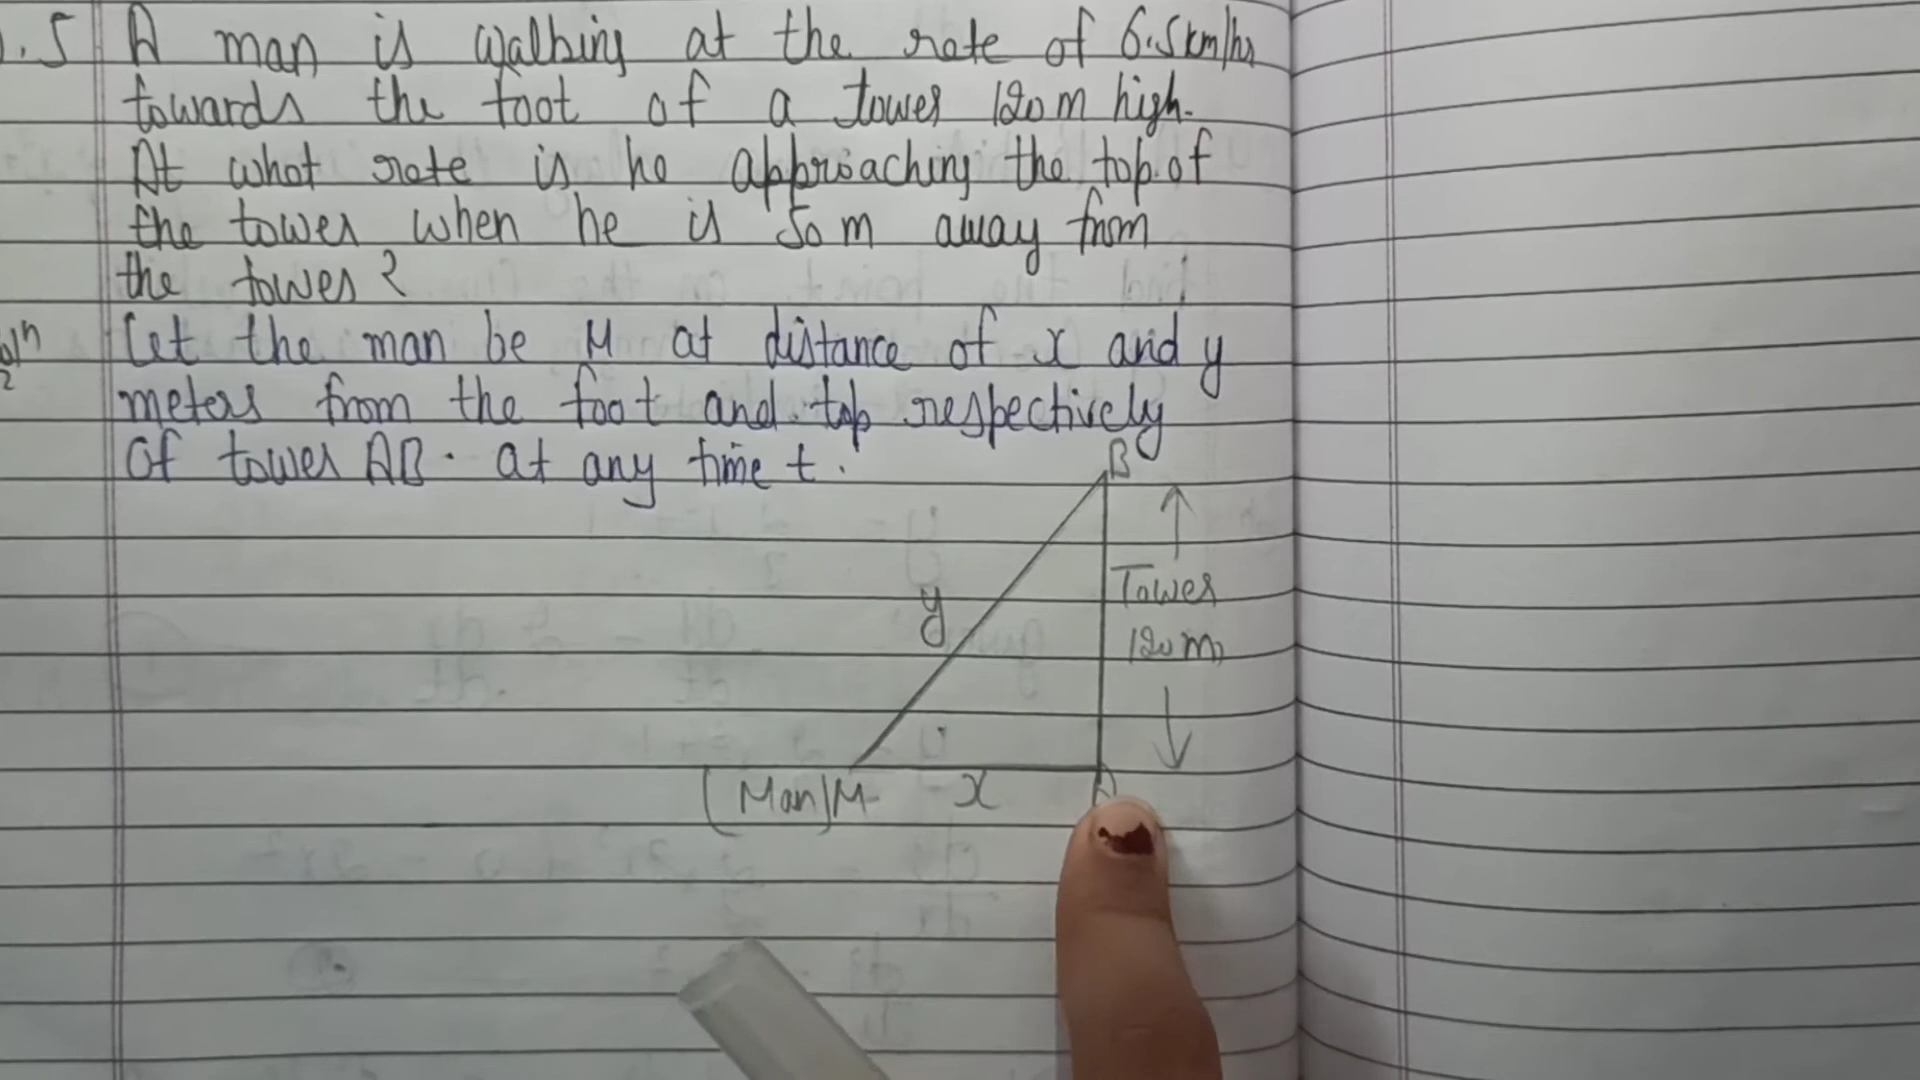 .5 A man is walking at the rate of 6.5km/hr
towards the foot of a tower 120 m high.
At what rate is he approaching the top of
the tower when he is 50 m away from
the tower?
Let the man be M at distance of x and y
meters from the foot and top respectively
of tower AB. at any time t.
B
Tower
y
120 m
(Man)M x A